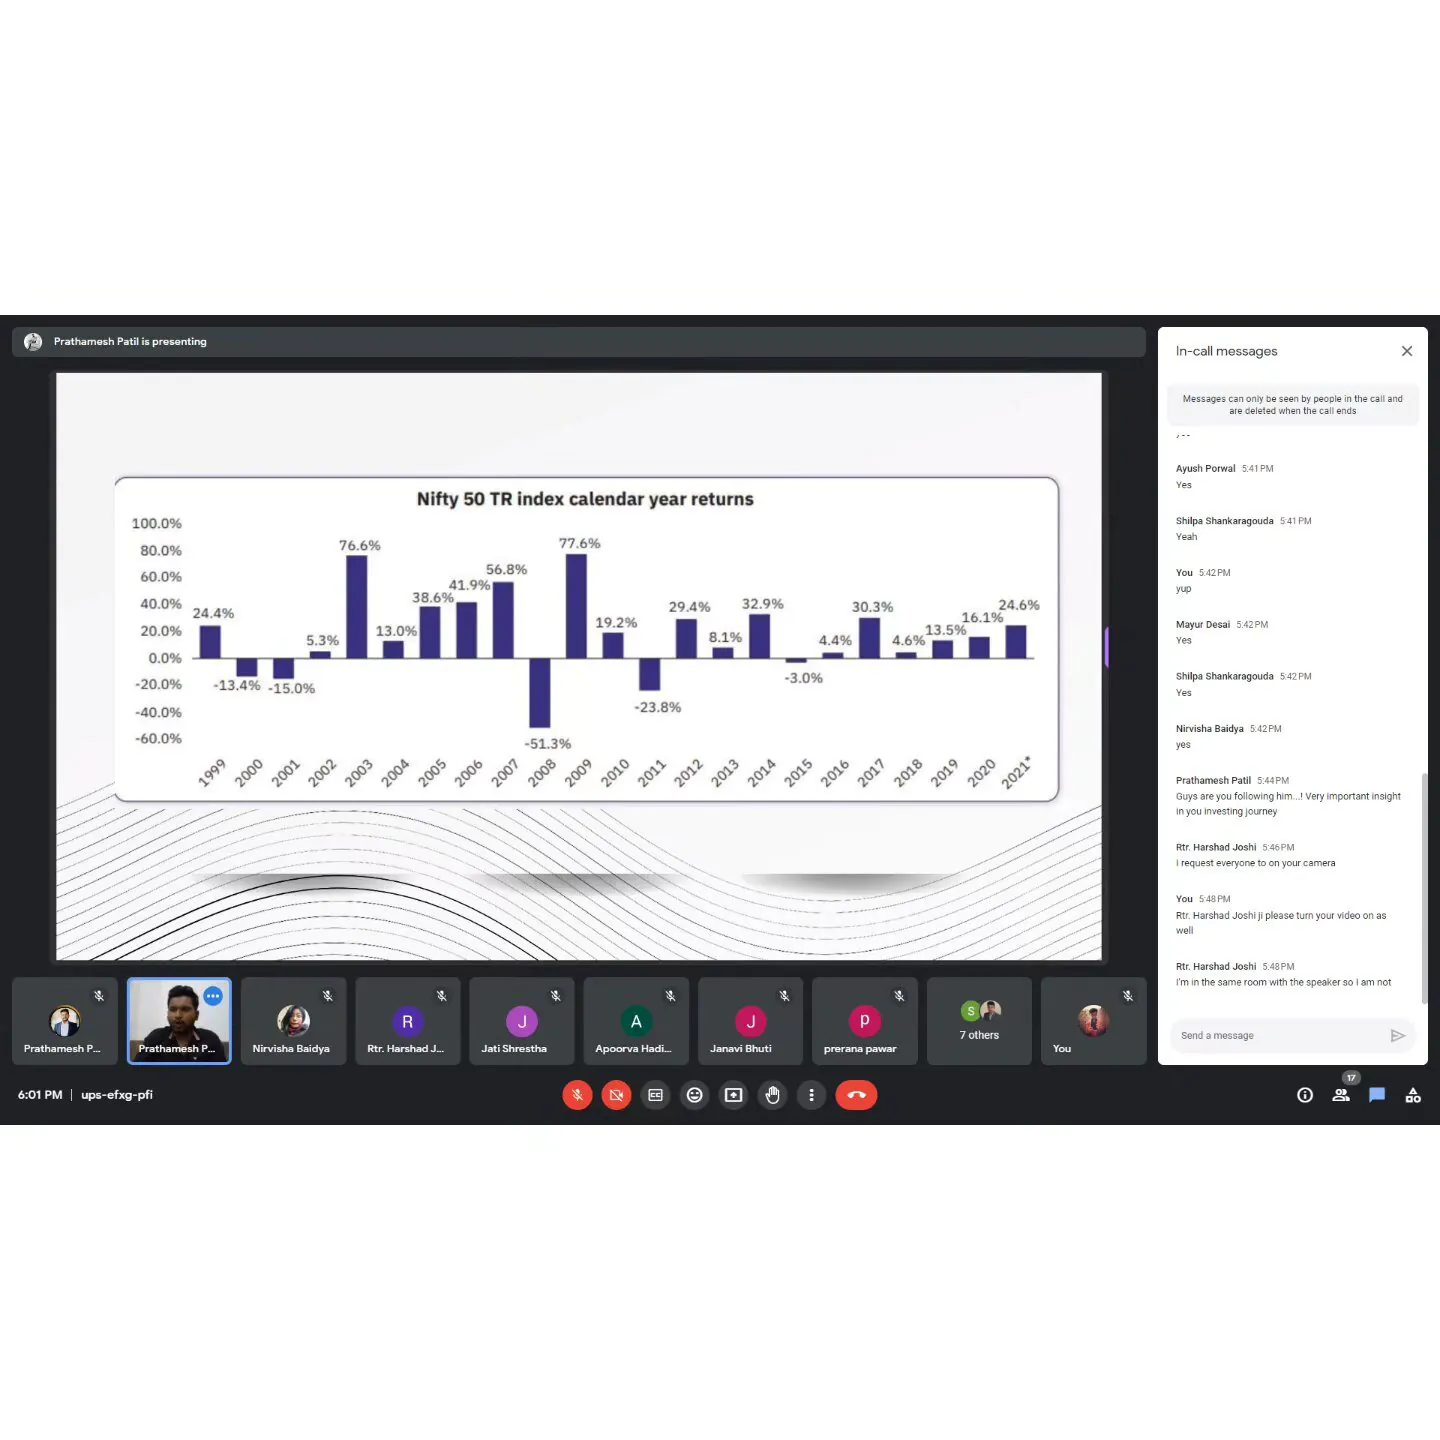 Prathamesh Patil is presenting
Nifty 50 TR index calendar year returns
100.0%
80.0%
60.0%
40.0%
20.0%
0.0%
-20.0%
-40.0%
-60.0%
24.4%
-13.4%
-15.0%
5.3%
76.6%
13.0%
38.6%
41.9%
56.8%
-51.3%
77.6%
19.2%
-23.8%
29.4%
8.1%
32.9%
-3.0%
4.4%
30.3%
4.6%
13.5%
16.1%
24.6%
1999
2000
2001
2002
2003
2004
2005
2006
2007
2008
2009
2010
2011
2012
2013
2014
2015
2016
2017
2018
2019
2020
2021*
In-call messages
Messages can only be seen by people in the call and
are deleted when the call ends
Ayush Porwal 5:41 PM
Yes
Shilpa Shankaragouda 5:41 PM
Yeah
You 5:42 PM
yup
Mayur Desai 5:42 PM
Yes
Shilpa Shankaragouda 5:42 PM
Yes
Nirvisha Baidya 5:42 PM
yes
Prathamesh Patil 5:44 PM
Guys are you following him...! Very important insight
in you investing journey
Rtr. Harshad Joshi 5:46 PM
I request everyone to on your camera
You 5:48 PM
Rtr. Harshad Joshi ji please turn your video on as
well
Rtr. Harshad Joshi 5:48 PM
I'm in the same room with the speaker so I am not
Send a message
Prathamesh P...
Prathamesh P...
Nirvisha Baidya
R
Rtr. Harshad J...
J
Jati Shrestha
A
Apoorva Hadi...
J
Janavi Bhuti
p
prerana pawar
S
7 others
You
6:01 PM | ups-efxg-pfi
CC
17